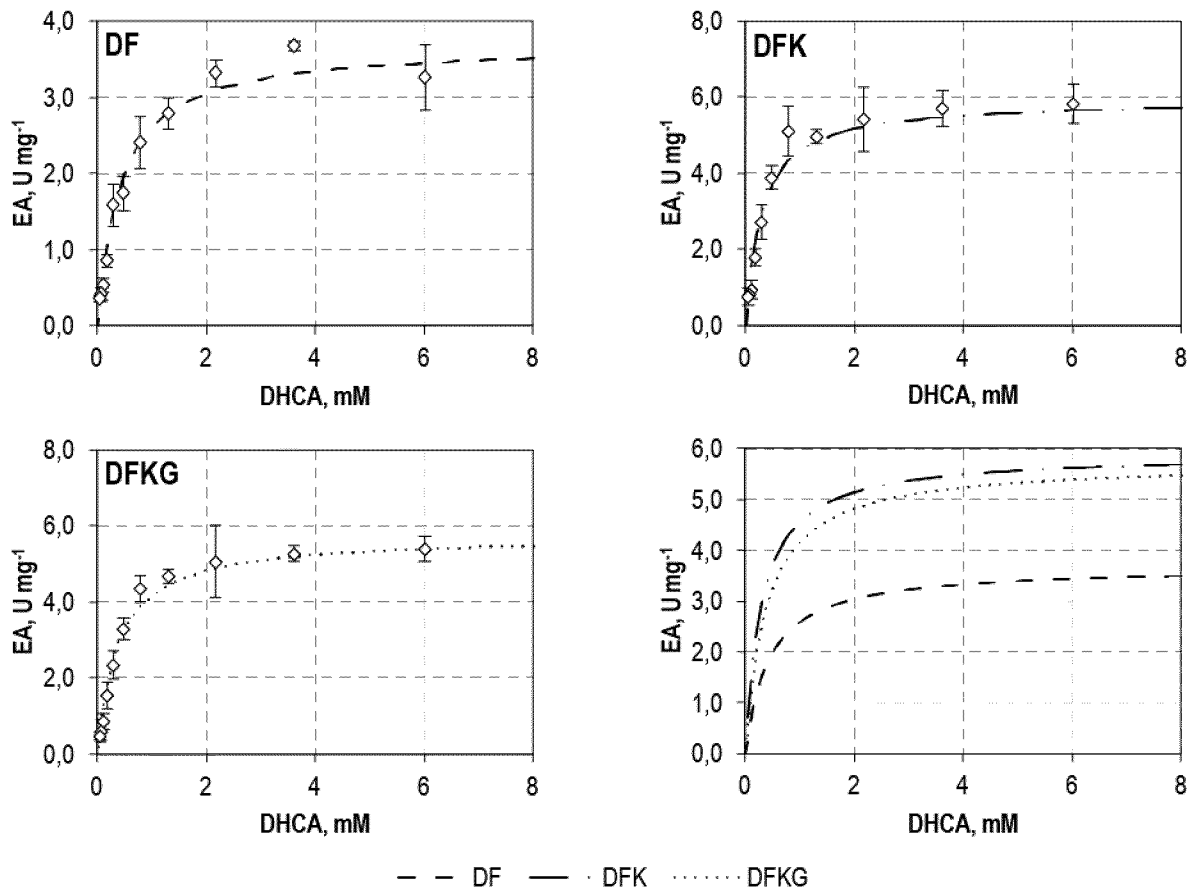 DF
EA, U mg-1
4,0
3,0
2,0
1,0
0,0
0 2 4 6 8
DHCA, mM
DFK
EA, U mg-1
8,0
6,0
4,0
2,0
0,0
0 2 4 6 8
DHCA, mM
DFKG
EA, U mg-1
8,0
6,0
4,0
2,0
0,0
0 2 4 6 8
DHCA, mM
EA, U mg-1
6,0
5,0
4,0
3,0
2,0
1,0
0,0
0 2 4 6 8
DHCA, mM
DF DFK DFKG